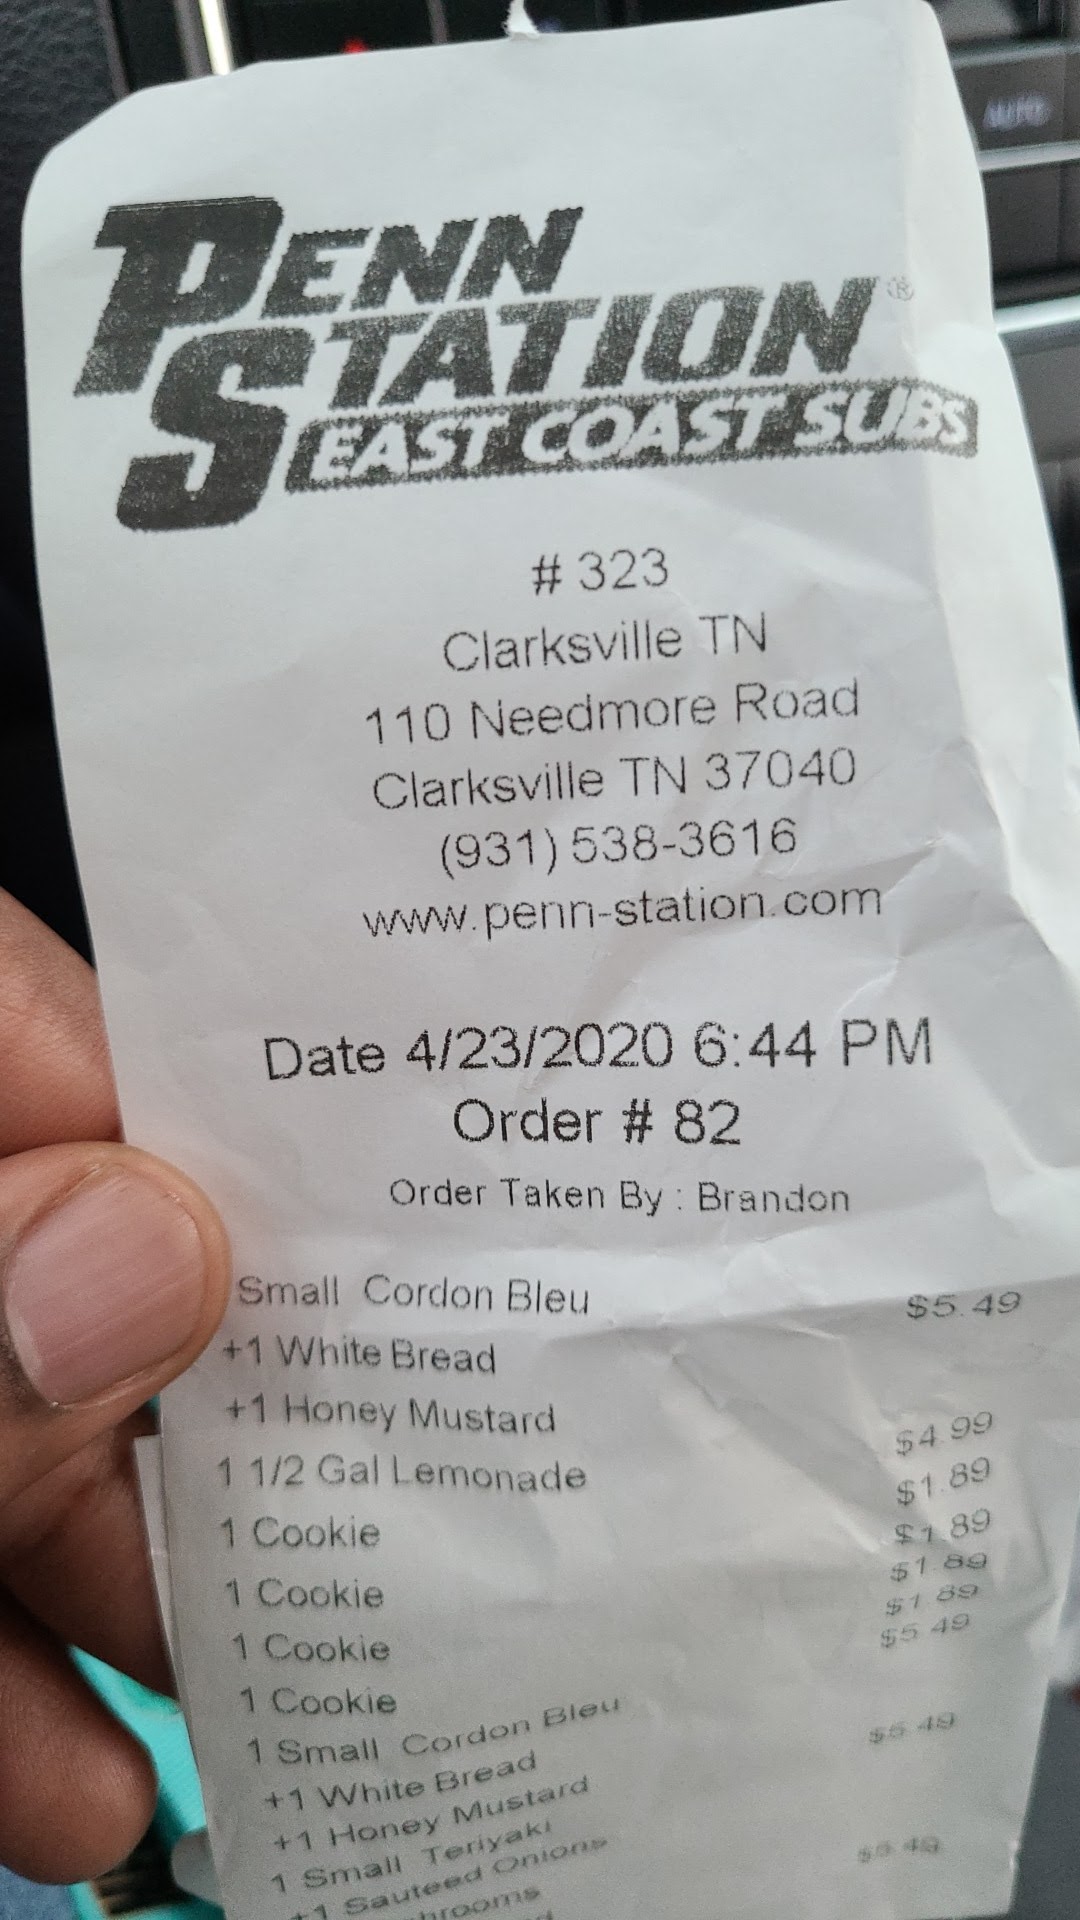 PENN
STATION®
EAST COAST SUBS
# 323
Clarksville TN
110 Needmore Road
Clarksville TN 37040
(931) 538-3616
www.penn-station.com
Date 4/23/2020 6:44 PM
Order # 82
Order Taken By : Brandon
Small Cordon Bleu $5.49
+1 White Bread
+1 Honey Mustard
1 1/2 Gal Lemonade $4.99
1 Cookie $1.89
1 Cookie $1.89
1 Cookie $1.89
1 Cookie $1.89
1 Small Cordon Bleu $5.49
+1 White Bread
+1 Honey Mustard
1 Small Teriyaki $5.49
+1 Sauteed Onions
$5.49
AUTO